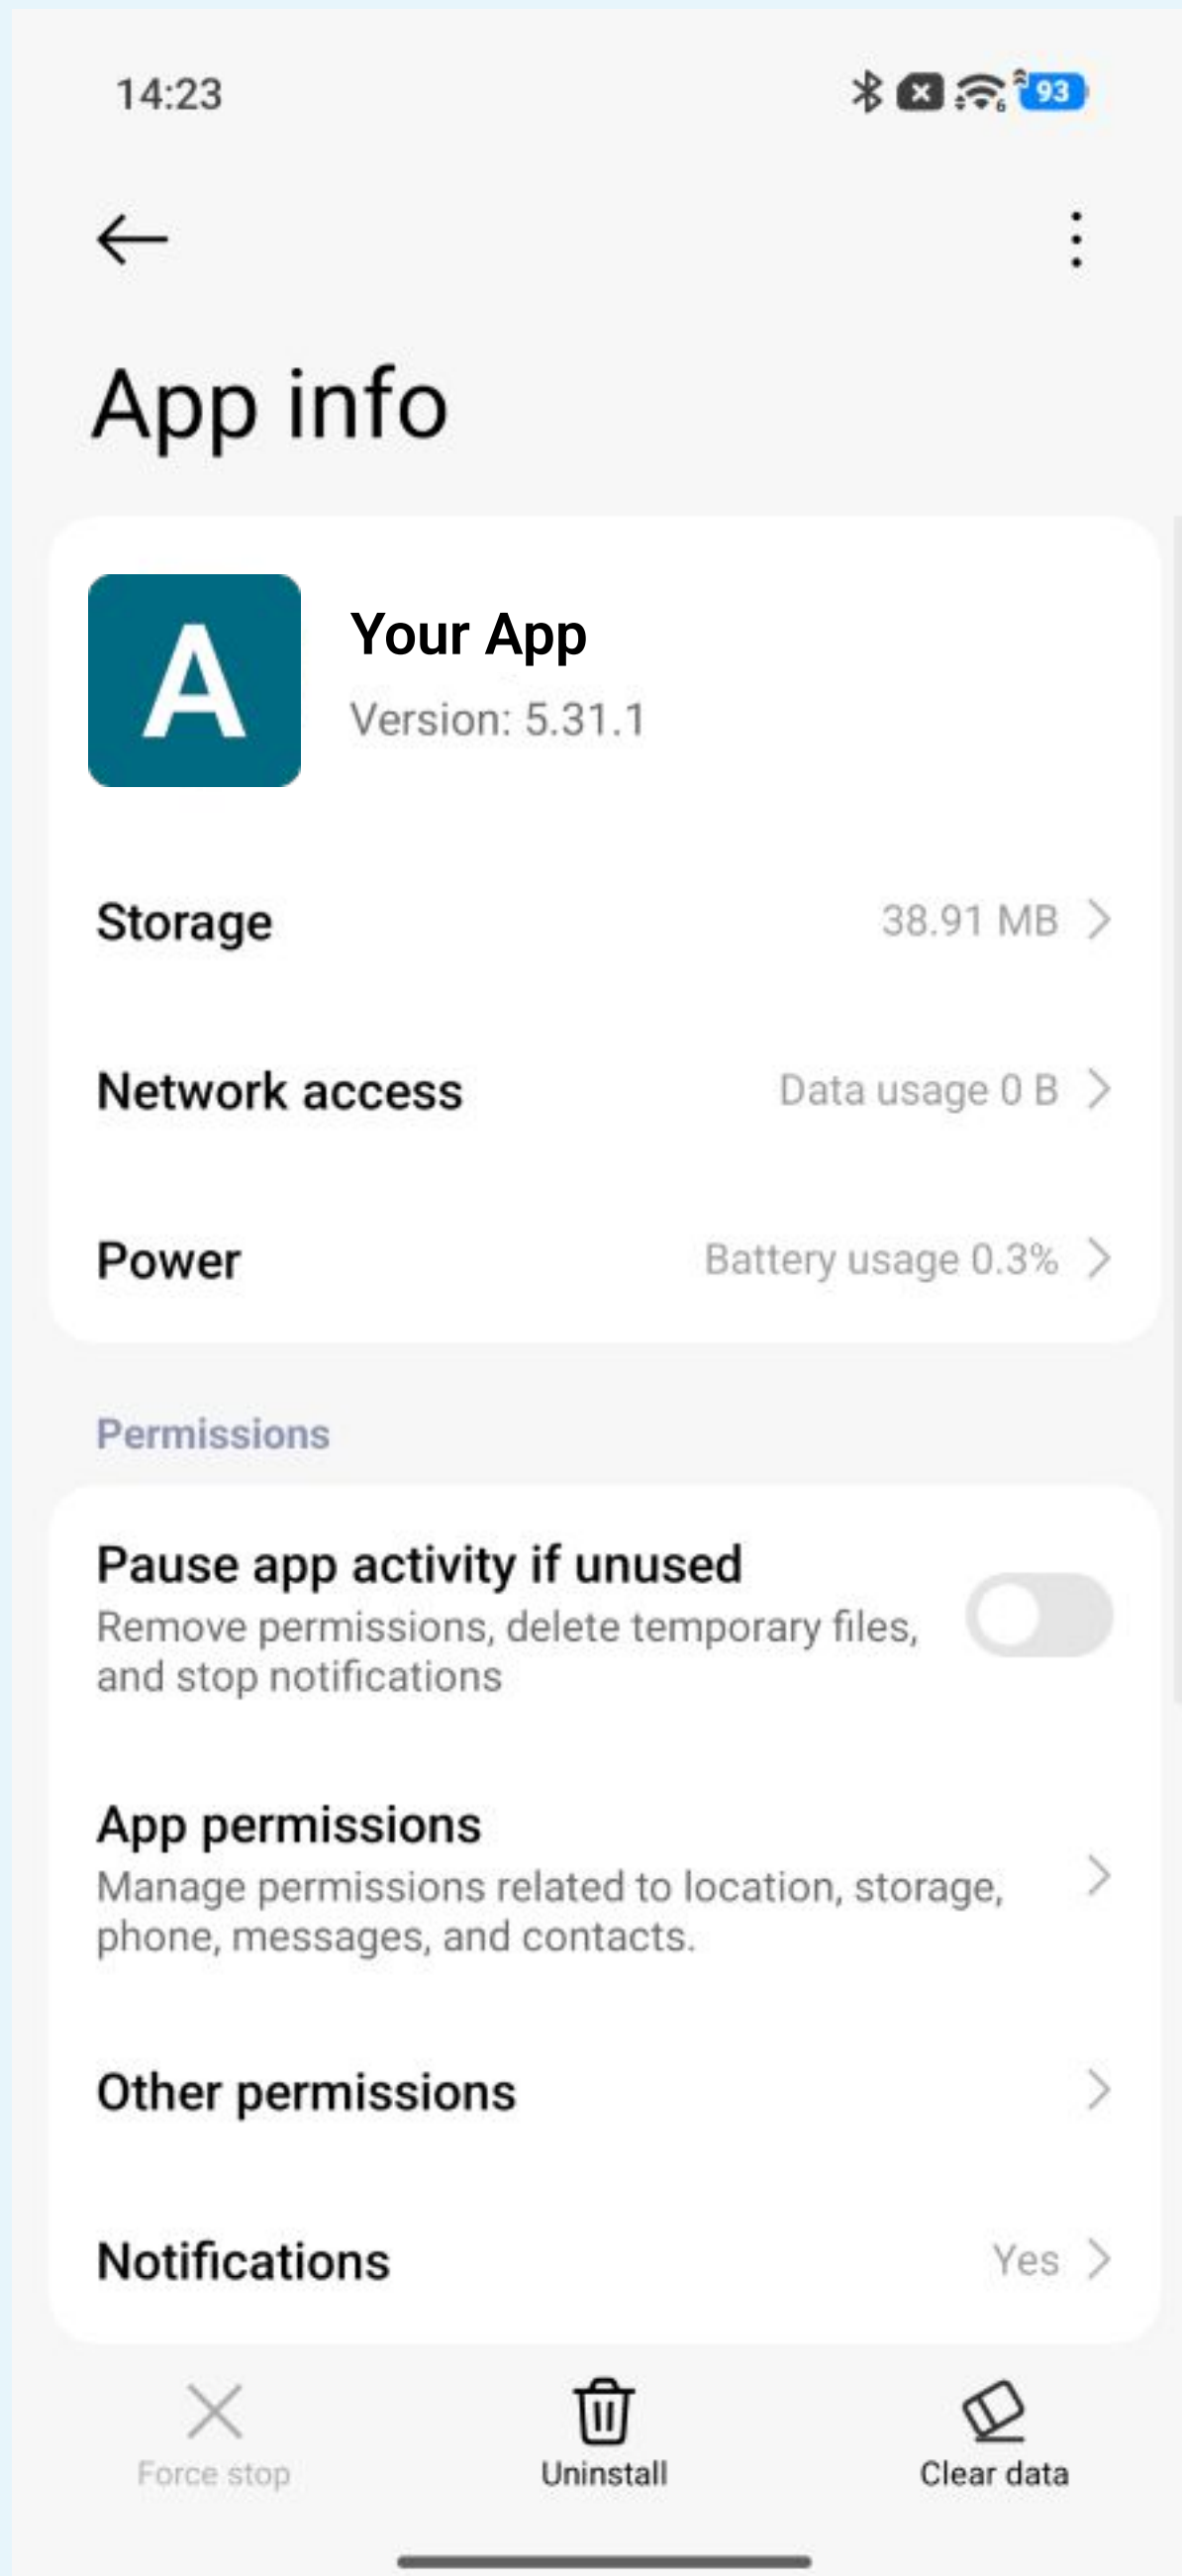 14:23
6
93
App info
A
Your App
Version: 5.31.1
Storage
38.91 MB
Network access
Data usage 0 B
Power
Battery usage 0.3%
Permissions
Pause app activity if unused
Remove permissions, delete temporary files,
and stop notifications
App permissions
Manage permissions related to location, storage,
phone, messages, and contacts.
Other permissions
Notifications
Yes
Force stop
Uninstall
Clear data